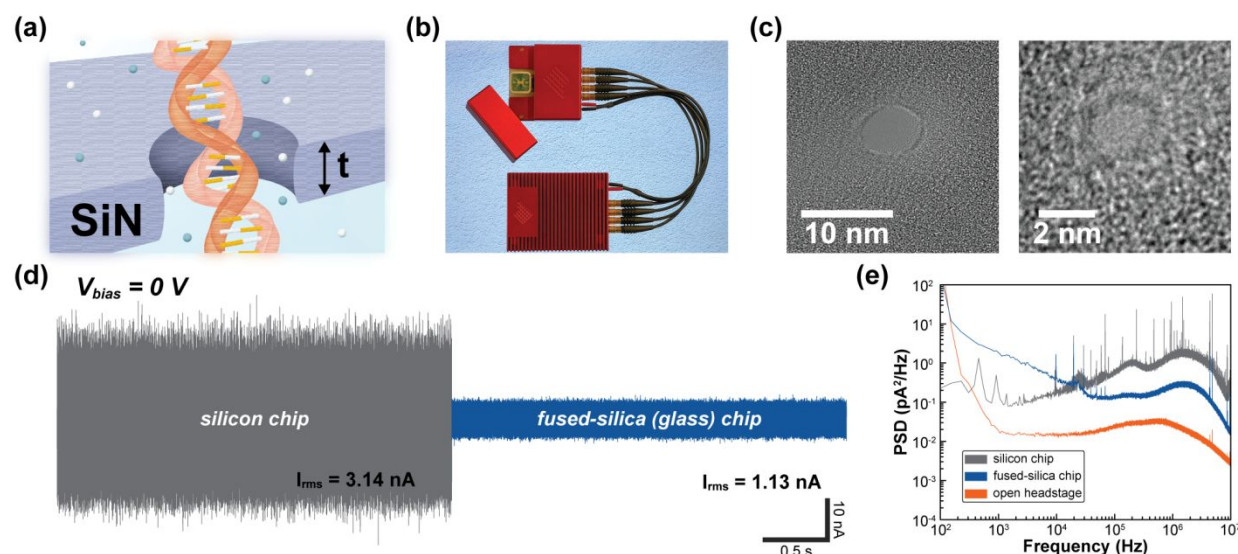 (a)
t
SiN
(b)
(c)
10 nm
2 nm
(d)
V_bias = 0 V
silicon chip
I_rms = 3.14 nA
fused-silica (glass) chip
I_rms = 1.13 nA
10 nA
0.5 s
(e)
PSD (pA²/Hz)
10²
10¹
10⁰
10⁻¹
10⁻²
10⁻³
10⁻⁴
silicon chip
fused-silica chip
open headstage
10² 10³ 10⁴ 10⁵ 10⁶ 10⁷
Frequency (Hz)